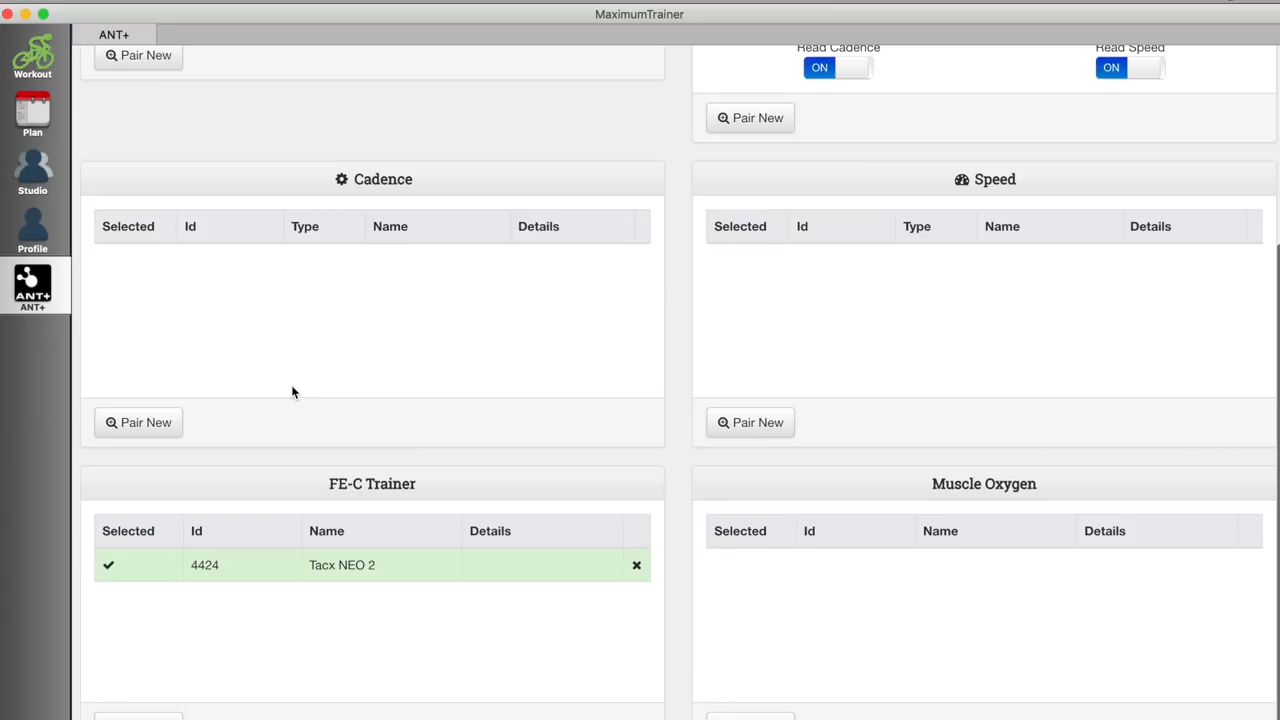 MaximumTrainer
ANT+
Workout
Plan
Studio
Profile
ANT+
ANT+
Pair New
Read Cadence Read Speed
ON ON
Pair New
Cadence
Selected Id Type Name Details
Pair New
Speed
Selected Id Type Name Details
Pair New
FE-C Trainer
Selected Id Name Details
4424 Tacx NEO 2
Muscle Oxygen
Selected Id Name Details